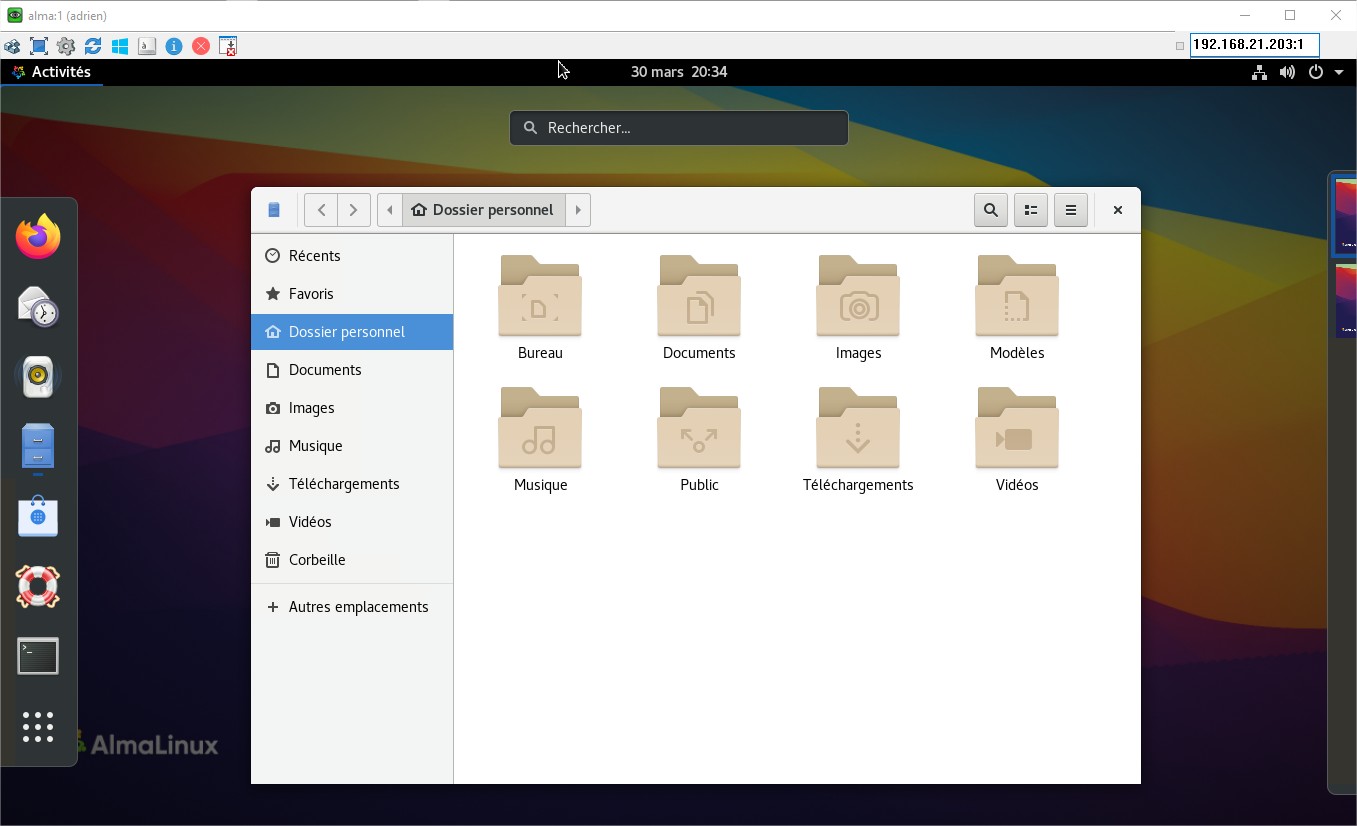 alma:1 (adrien)
192.168.21.203:1
Activités
30 mars 20:34
Rechercher...
Dossier personnel
Récents
Favoris
Dossier personnel
Documents
Images
Musique
Téléchargements
Vidéos
Corbeille
Autres emplacements
Bureau
Documents
Images
Modèles
Musique
Public
Téléchargements
Vidéos
AlmaLinux